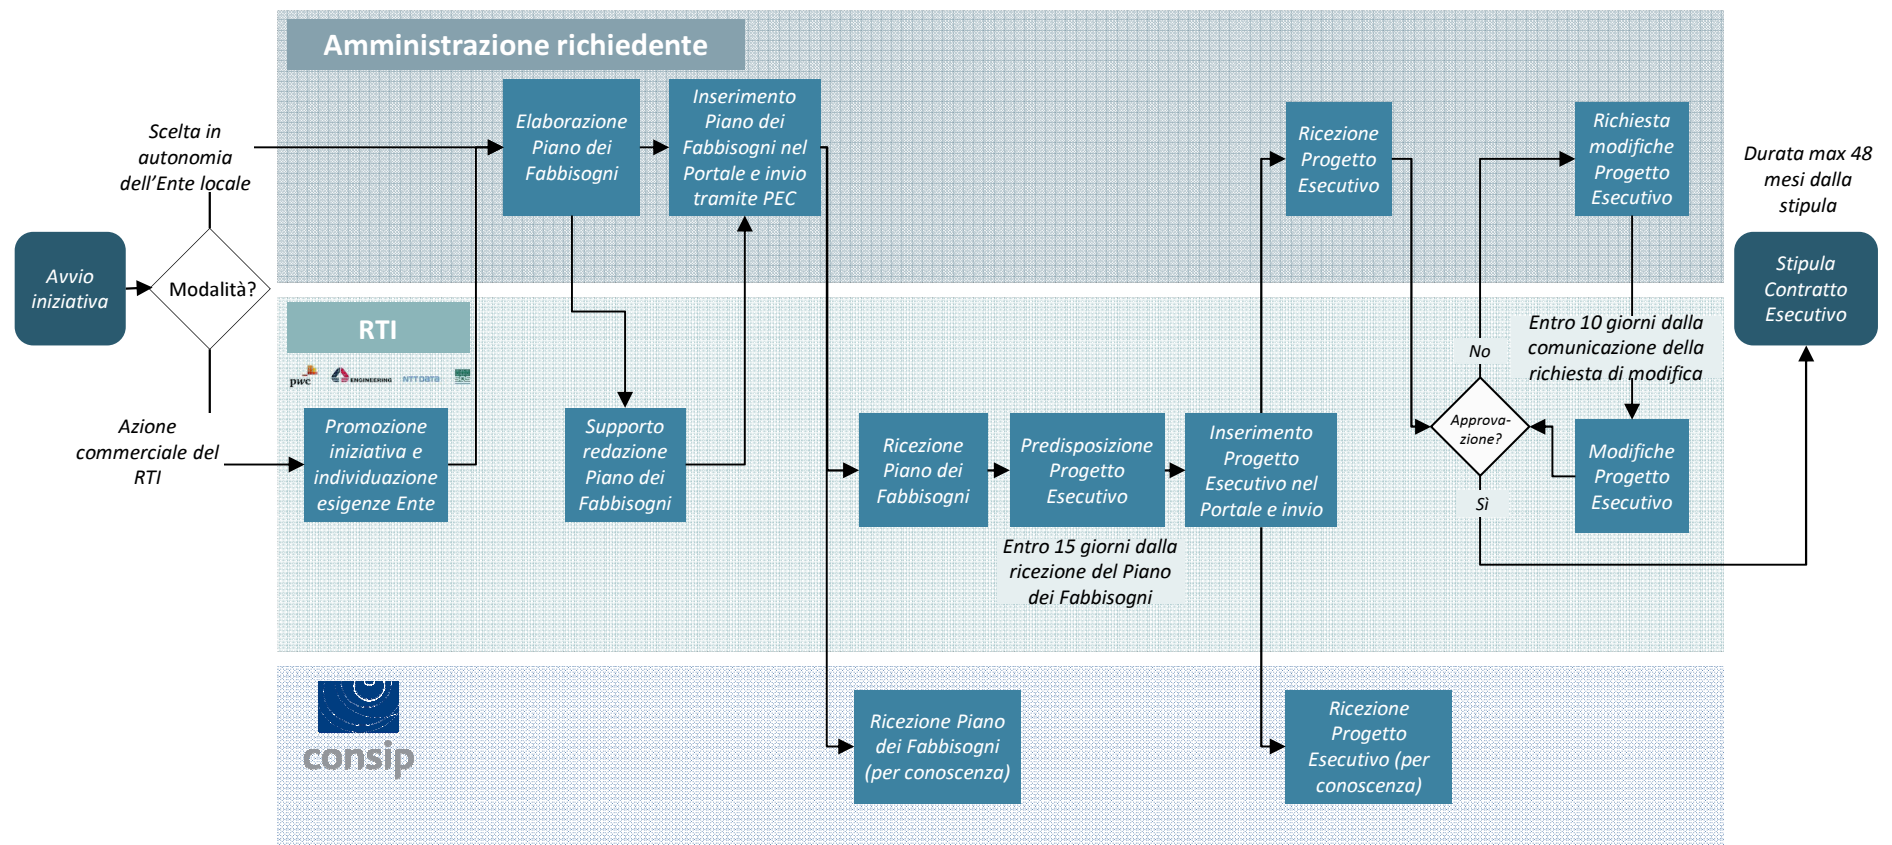 Amministrazione richiedente
Scelta in
autonomia
dell’Ente locale
Avvio
iniziativa
Modalità?
Azione
commerciale del
RTI
Elaborazione
Piano dei
Fabbisogni
Inserimento
Piano dei
Fabbisogni nel
Portale e invio
tramite PEC
Ricezione
Progetto
Esecutivo
Richiesta
modifiche
Progetto
Esecutivo
Durata max 48
mesi dalla
stipula
Stipula
Contratto
Esecutivo
RTI
pwc
ENGINEERING
NTT DATA
Promozione
iniziativa e
individuazione
esigenze Ente
Supporto
redazione
Piano dei
Fabbisogni
Ricezione
Piano dei
Fabbisogni
Predisposizione
Progetto
Esecutivo
Entro 15 giorni dalla
ricezione del Piano
dei Fabbisogni
Inserimento
Progetto
Esecutivo nel
Portale e invio
No
Approva-
zione?
Sì
Entro 10 giorni dalla
comunicazione della
richiesta di modifica
Modifiche
Progetto
Esecutivo
consip
Ricezione Piano
dei Fabbisogni
(per conoscenza)
Ricezione
Progetto
Esecutivo (per
conoscenza)